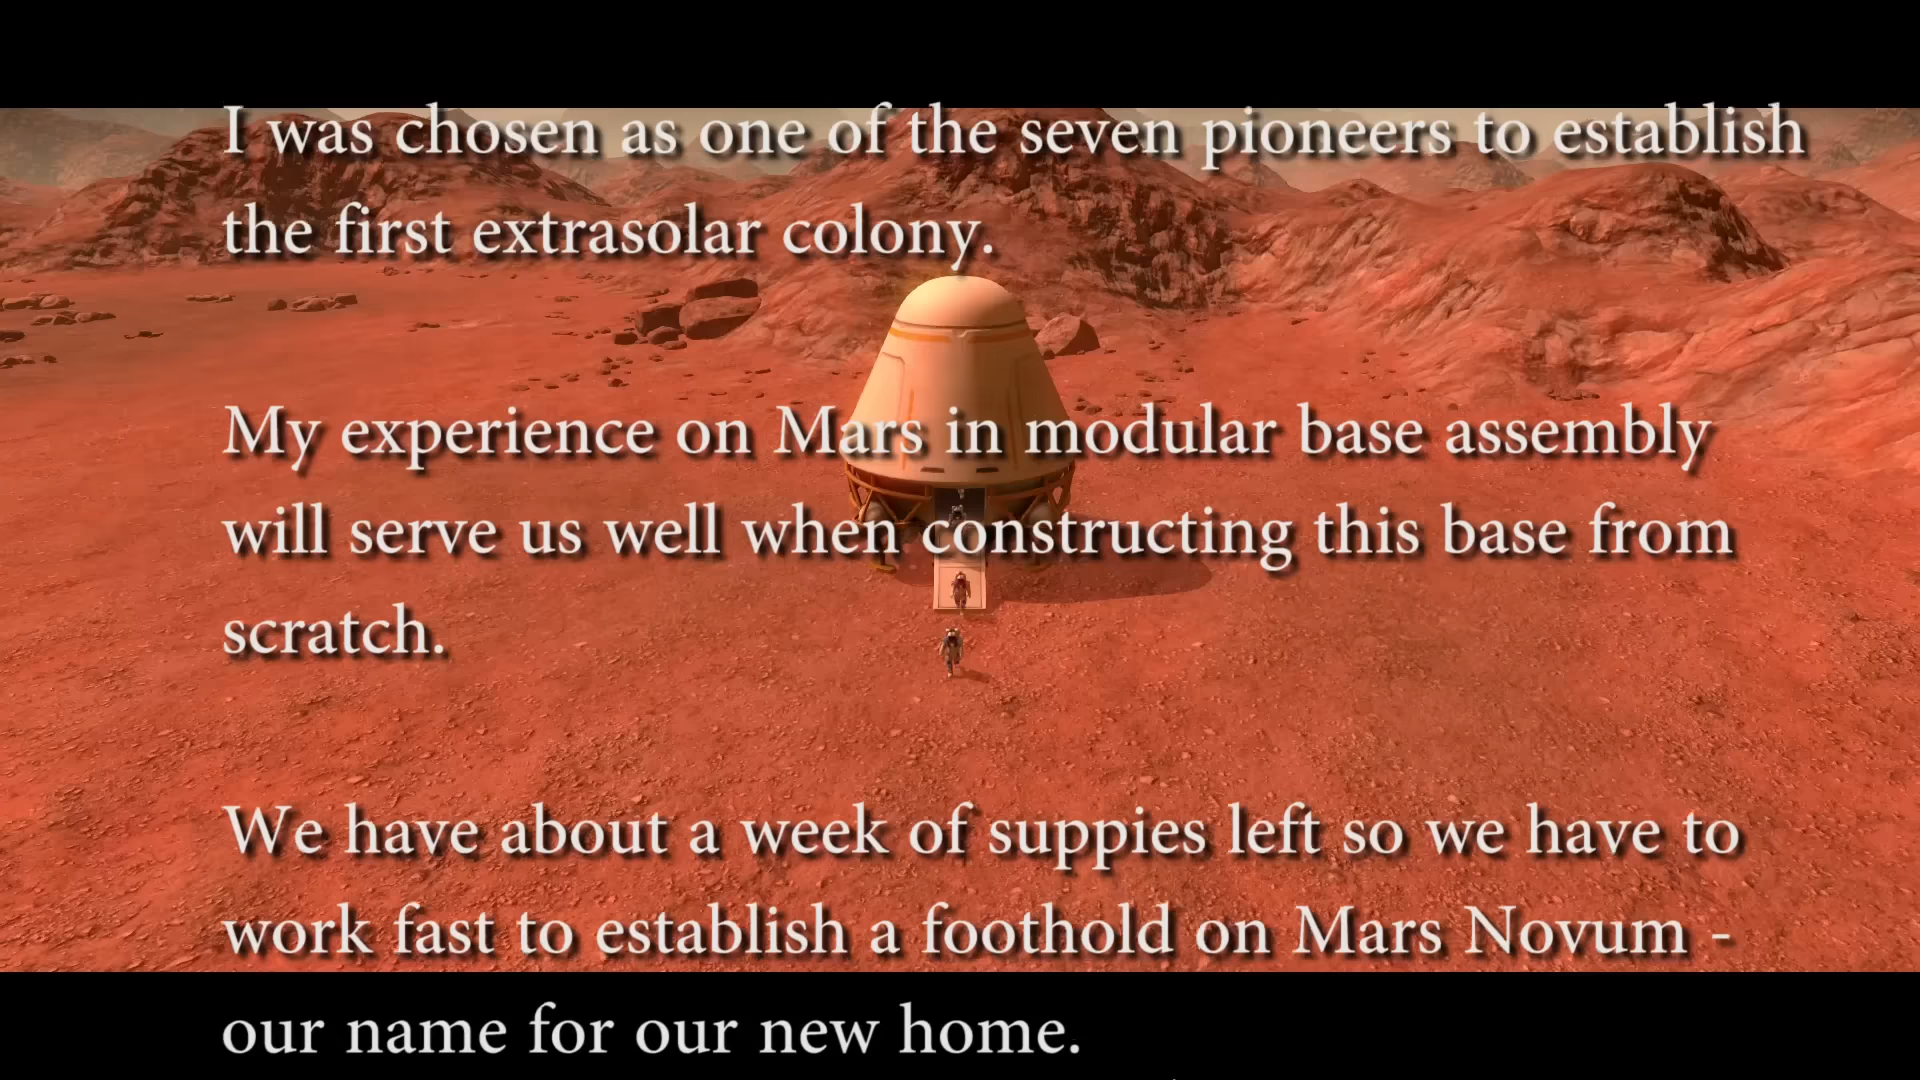 I was chosen as one of the seven pioneers to establish
the first extrasolar colony.
My experience on Mars in modular base assembly
will serve us well when constructing this base from
scratch.
We have about a week of suppies left so we have to
work fast to establish a foothold on Mars Novum -
our name for our new home.